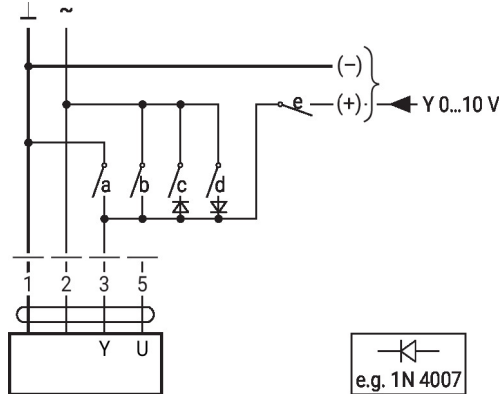 ⊥ ~
(–)
e (+) Y 0...10 V
a b c d
1 2 3 5
Y U
e.g. 1N 4007